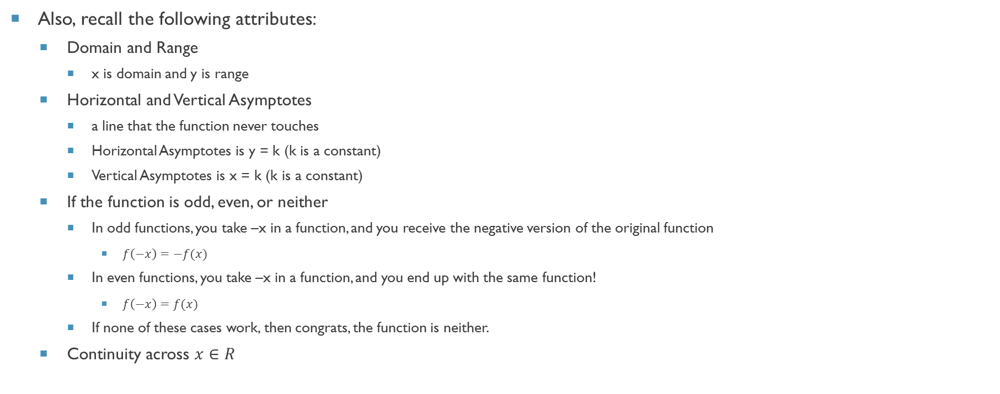 Also, recall the following attributes:
Domain and Range
x is domain and y is range
Horizontal and Vertical Asymptotes
a line that the function never touches
Horizontal Asymptotes is y = k (k is a constant)
Vertical Asymptotes is x = k (k is a constant)
If the function is odd, even, or neither
In odd functions, you take –x in a function, and you receive the negative version of the original function
f(−x) = −f(x)
In even functions, you take –x in a function, and you end up with the same function!
f(−x) = f(x)
If none of these cases work, then congrats, the function is neither.
Continuity across x ∈ R